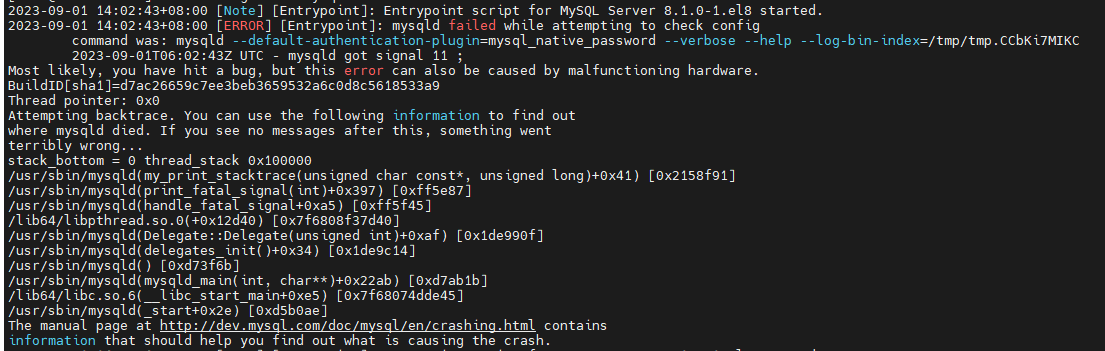 2023-09-01 14:02:43+08:00 [Note] [Entrypoint]: Entrypoint script for MySQL Server 8.1.0-1.el8 started.
2023-09-01 14:02:43+08:00 [ERROR] [Entrypoint]: mysqld failed while attempting to check config
command was: mysqld --default-authentication-plugin=mysql_native_password --verbose --help --log-bin-index=/tmp/tmp.CCbKi7MIKC
2023-09-01T06:02:43Z UTC - mysqld got signal 11 ;
Most likely, you have hit a bug, but this error can also be caused by malfunctioning hardware.
BuildID[sha1]=d7ac26659c7ee3beb3659532a6c0d8c5618533a9
Thread pointer: 0x0
Attempting backtrace. You can use the following information to find out
where mysqld died. If you see no messages after this, something went
terribly wrong...
stack_bottom = 0 thread_stack 0x100000
/usr/sbin/mysqld(my_print_stacktrace(unsigned char const*, unsigned long)+0x41) [0x2158f91]
/usr/sbin/mysqld(print_fatal_signal(int)+0x397) [0xff5e87]
/usr/sbin/mysqld(handle_fatal_signal+0xa5) [0xff5f45]
/lib64/libpthread.so.0(+0x12d40) [0x7f6808f37d40]
/usr/sbin/mysqld(Delegate::Delegate(unsigned int)+0xaf) [0x1de990f]
/usr/sbin/mysqld(delegates_init()+0x34) [0x1de9c14]
/usr/sbin/mysqld() [0xd73f6b]
/usr/sbin/mysqld(mysqld_main(int, char**)+0x22ab) [0xd7ab1b]
/lib64/libc.so.6(__libc_start_main+0xe5) [0x7f68074dde45]
/usr/sbin/mysqld(_start+0x2e) [0xd5b0ae]
The manual page at http://dev.mysql.com/doc/mysql/en/crashing.html contains
information that should help you find out what is causing the crash.